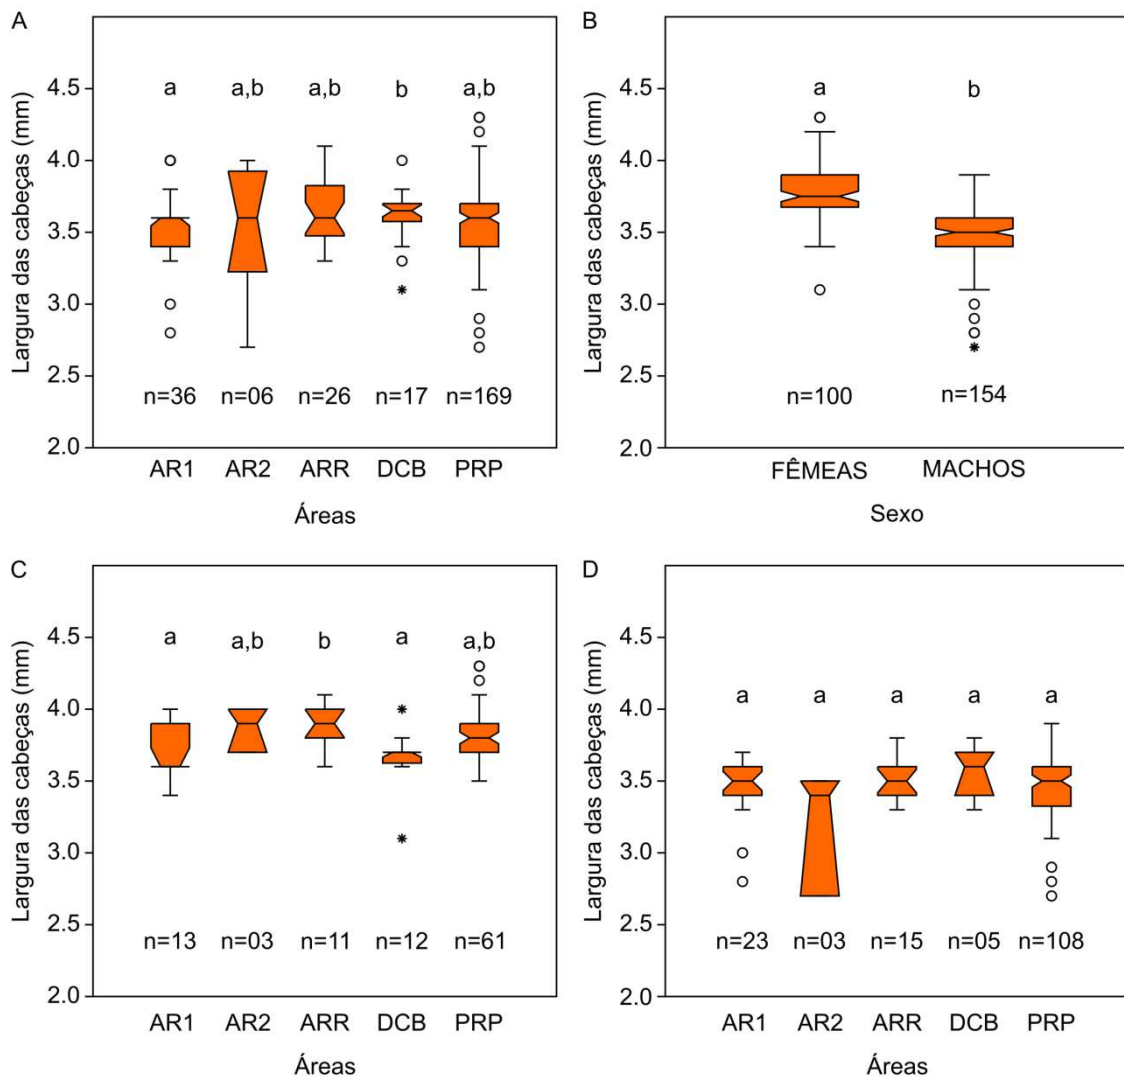 A
Largura das cabeças (mm)
4.5
4.0
3.5
3.0
2.5
2.0
a a,b a,b b a,b
n=36 n=06 n=26 n=17 n=169
AR1 AR2 ARR DCB PRP
Áreas
B
Largura das cabeças (mm)
4.5
4.0
3.5
3.0
2.5
2.0
a b
n=100 n=154
FÊMEAS MACHOS
Sexo
C
Largura das cabeças (mm)
4.5
4.0
3.5
3.0
2.5
2.0
a a,b b a a,b
n=13 n=03 n=11 n=12 n=61
AR1 AR2 ARR DCB PRP
Áreas
D
Largura das cabeças (mm)
4.5
4.0
3.5
3.0
2.5
2.0
a a a a a
n=23 n=03 n=15 n=05 n=108
AR1 AR2 ARR DCB PRP
Áreas